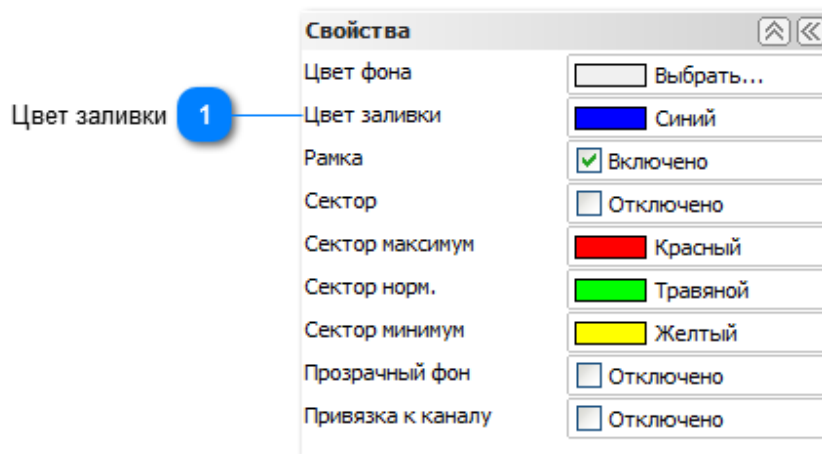 Свойства
Цвет фона Выбрать...
Цвет заливки 1 Цвет заливки Синий
Рамка Включено
Сектор Отключено
Сектор максимум Красный
Сектор норм. Травяной
Сектор минимум Желтый
Прозрачный фон Отключено
Привязка к каналу Отключено